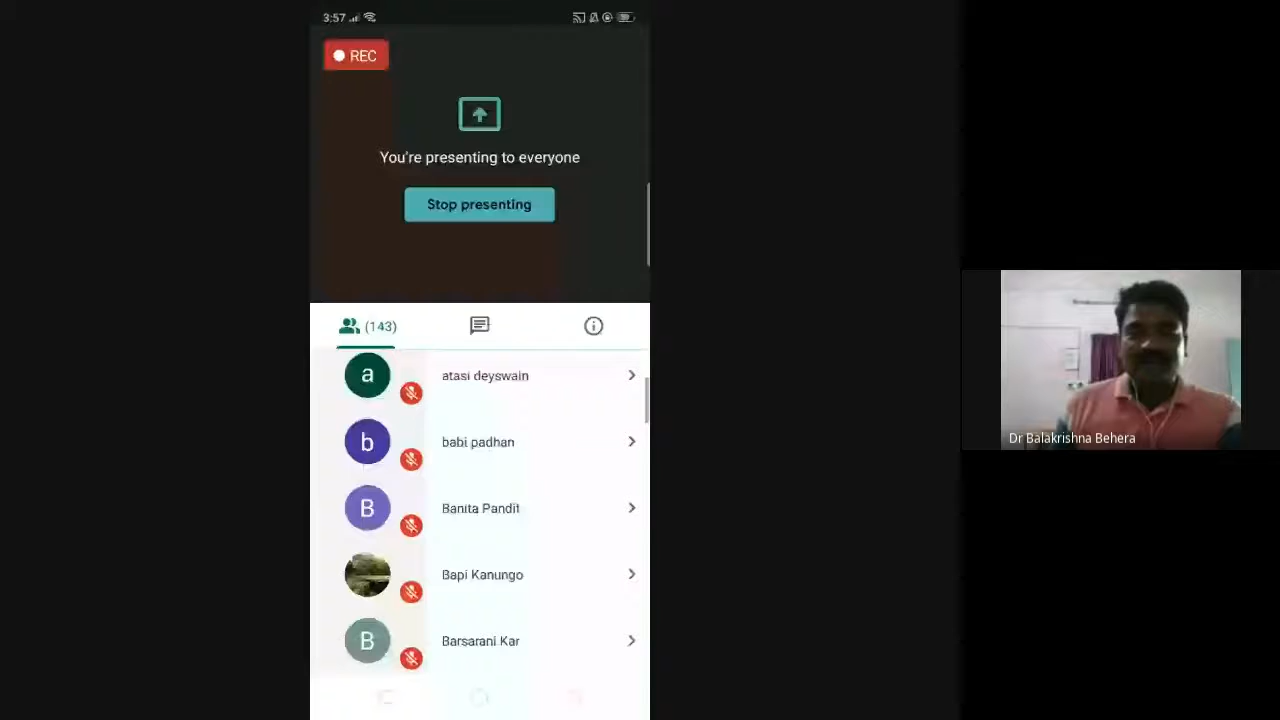 3:57
REC
You're presenting to everyone
Stop presenting
(143)
a
atasi deyswain
b
babi padhan
B
Banita Pandit
Bapi Kanungo
B
Barsarani Kar
Dr Balakrishna Behera